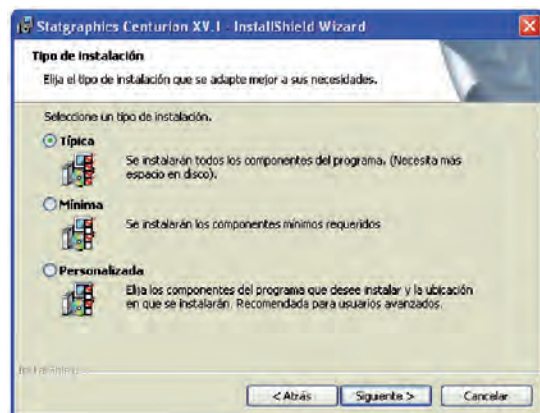 Statgraphics Centurion XV.I - InstallShield Wizard
Tipo de instalación
Elija el tipo de instalación que se adapte mejor a sus necesidades.
Seleccione un tipo de instalación.
Típica
Se instalarán todos los componentes del programa. (Necesita más
espacio en disco).
Mínima
Se instalarán los componentes mínimos requeridos
Personalizada
Elija los componentes del programa que desee instalar y la ubicación
en que se instalarán. Recomendada para usuarios avanzados.
InstallShield
< Atrás
Siguiente >
Cancelar